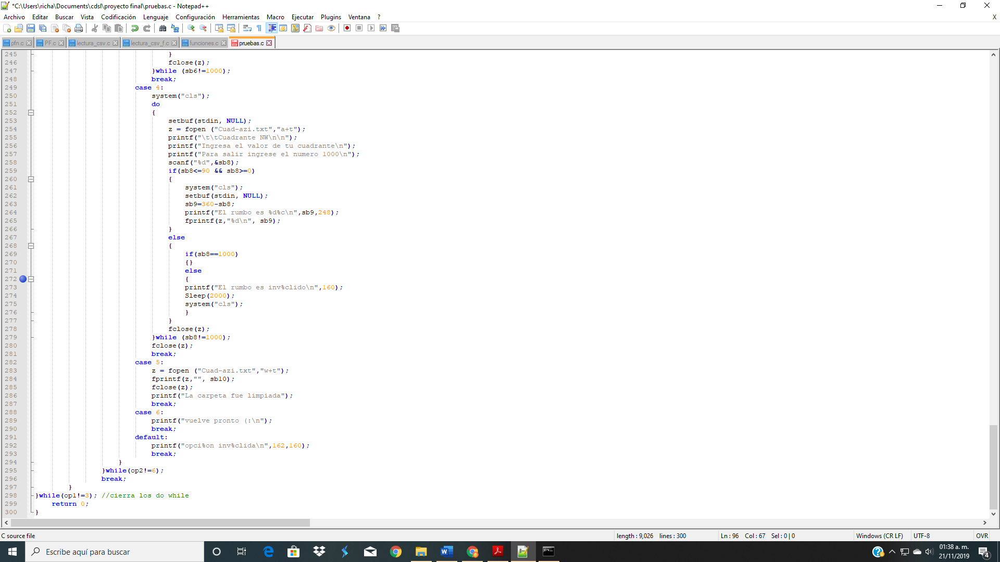 *C:\Users\richa\Documents\cdsl\proyecto final\pruebas.c - Notepad++
Archivo Editar Buscar Vista Codificación Lenguaje Configuración Herramientas Macro Ejecutar Plugins Ventana ? X
pfn.c PF.c lectura_csv.c lectura_csv_f.c funciones.c pruebas.c
245 }
246 fclose(z);
247 }while (sb6!=1000);
248 break;
249 case 4:
250 system("cls");
251 do
252 {
253 setbuf(stdin, NULL);
254 z = fopen ("Cuad-azi.txt","a+t");
255 printf("\t\tCuadrante NW\n\n");
256 printf("Ingresa el valor de tu cuadrante\n");
257 printf("Para salir ingrese el numero 1000\n");
258 scanf("%d",&sb8);
259 if(sb8<=90 && sb8>=0)
260 {
261 system("cls");
262 setbuf(stdin, NULL);
263 sb9=360-sb8;
264 printf("El rumbo es %d%c\n",sb9,248);
265 fprintf(z,"%d\n", sb9);
266 }
267 else
268 {
269 if(sb8==1000)
270 {}
271 else
272 {
273 printf("El rumbo es inv%clido\n",160);
274 Sleep(2000);
275 system("cls");
276 }
277 }
278 fclose(z);
279 }while (sb8!=1000);
280 fclose(z);
281 break;
282 case 5:
283 z = fopen ("Cuad-azi.txt","w+t");
284 fprintf(z,"", sb10);
285 fclose(z);
286 printf("La carpeta fue limpiada");
287 break;
288 case 6:
289 printf("vuelve pronto (:\n");
290 break;
291 default:
292 printf("opci%on inv%clida\n",162,160);
293 break;
294 }
295 }while(op2!=6);
296 break;
297 }
298 }while(op1!=3); //cierra los do while
299 return 0;
300 }
C source file length : 9,026 lines : 300 Ln : 96 Col : 67 Sel : 0 | 0 Windows (CR LF) UTF-8 OVR
Escribe aquí para buscar
01:38 a. m.
21/11/2019
4